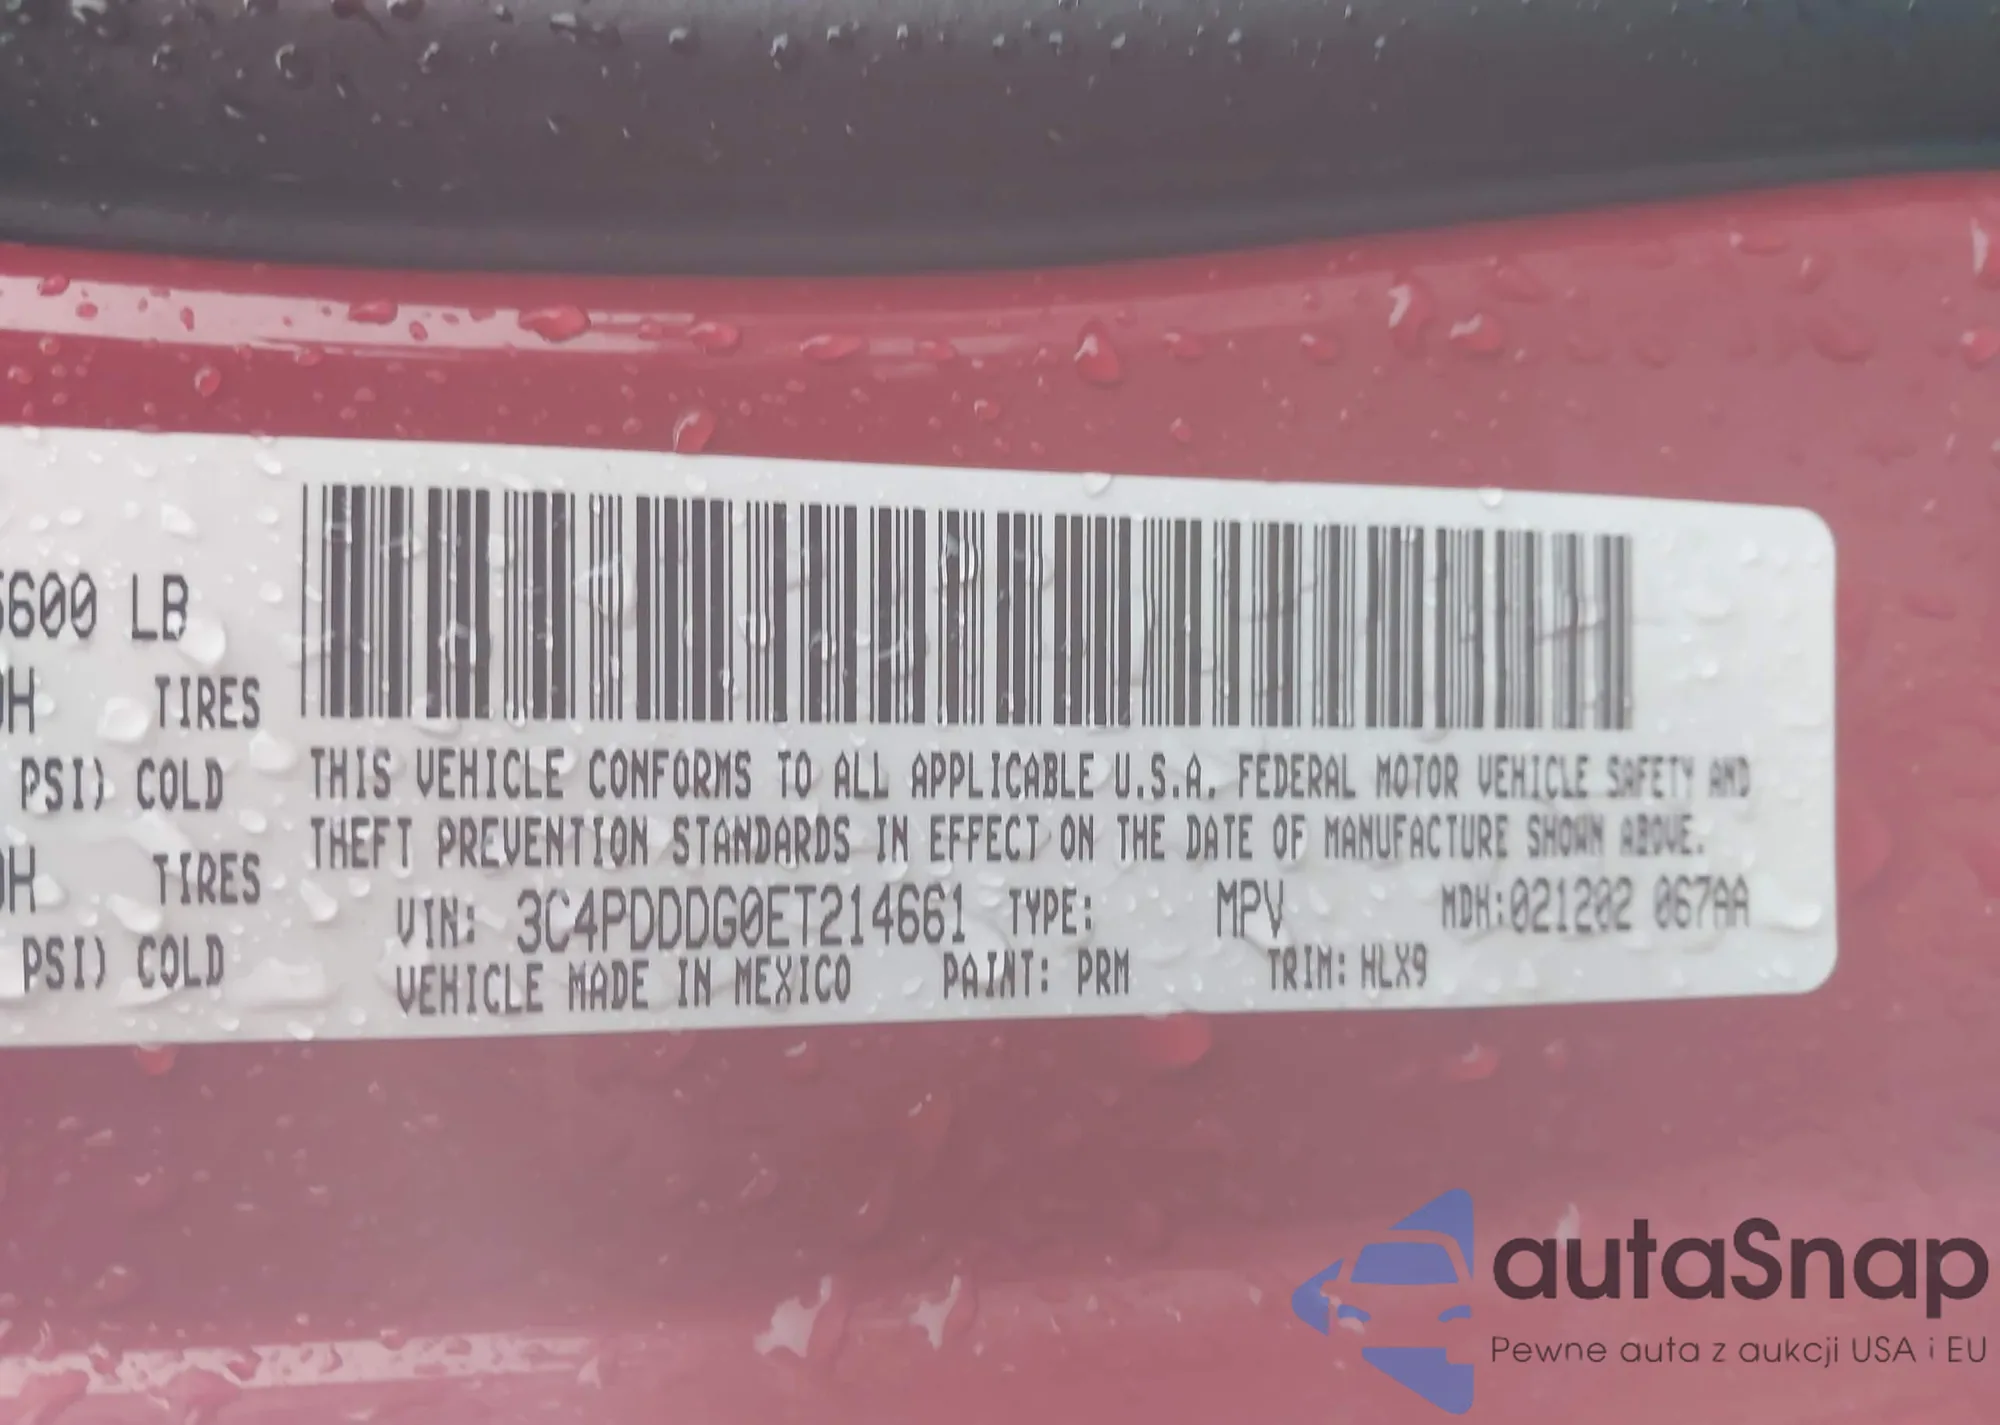 5600 LB
0H TIRES
PSI) COLD
0H TIRES
PSI) COLD
THIS VEHICLE CONFORMS TO ALL APPLICABLE U.S.A. FEDERAL MOTOR VEHICLE SAFETY AND
THEFT PREVENTION STANDARDS IN EFFECT ON THE DATE OF MANUFACTURE SHOWN ABOVE.
VIN: 3C4PDDDG0ET214661 TYPE: MPV MDH:021202 067AA
VEHICLE MADE IN MEXICO PAINT: PRM TRIM: HLX9
autaSnap
Pewne auta z aukcji USA i EU